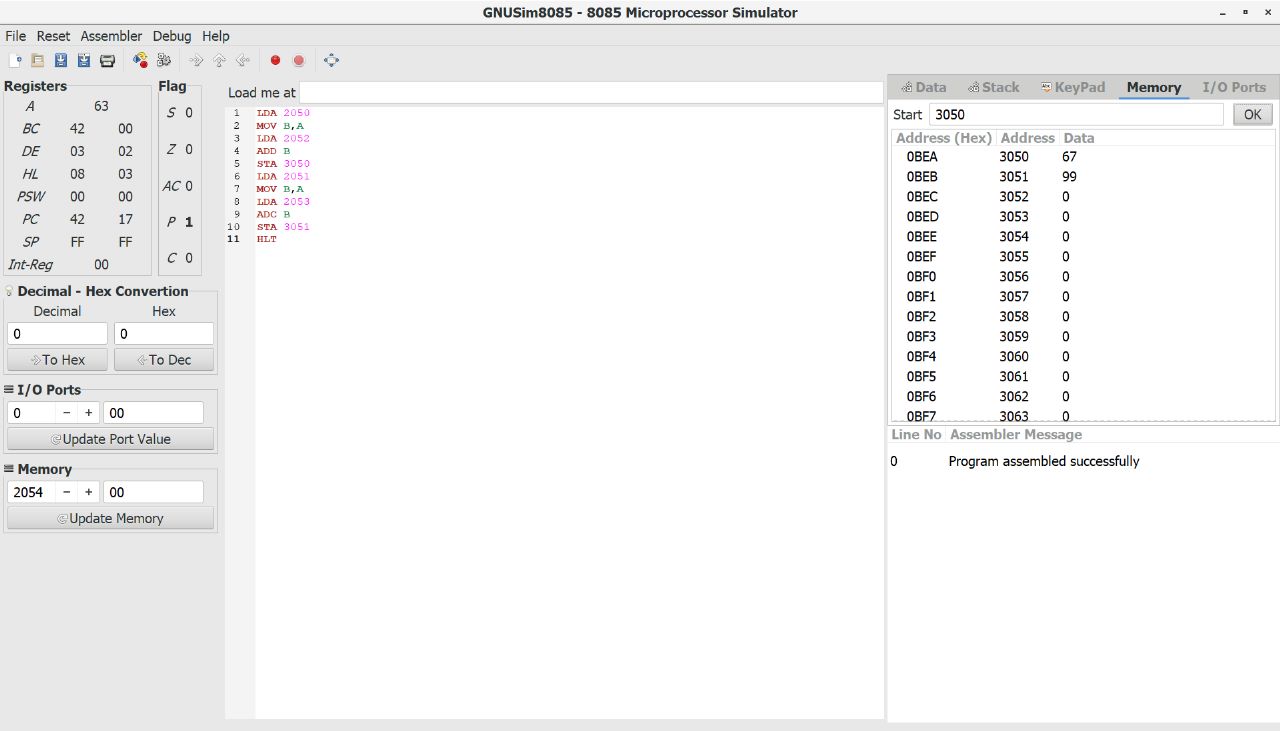 GNUSim8085 - 8085 Microprocessor Simulator
File Reset Assembler Debug Help
Registers
A 63
BC 42 00
DE 03 02
HL 08 03
PSW 00 00
PC 42 17
SP FF FF
Int-Reg 00
Flag
S 0
Z 0
AC 0
P 1
C 0
Decimal - Hex Convertion
Decimal Hex
0 0
To Hex To Dec
I/O Ports
0 - + 00
Update Port Value
Memory
2054 - + 00
Update Memory
Load me at
1 LDA 2050
2 MOV B,A
3 LDA 2052
4 ADD B
5 STA 3050
6 LDA 2051
7 MOV B,A
8 LDA 2053
9 ADC B
10 STA 3051
11 HLT
Data Stack KeyPad Memory I/O Ports
Start 3050 OK
Address (Hex) Address Data
0BEA 3050 67
0BEB 3051 99
0BEC 3052 0
0BED 3053 0
0BEE 3054 0
0BEF 3055 0
0BF0 3056 0
0BF1 3057 0
0BF2 3058 0
0BF3 3059 0
0BF4 3060 0
0BF5 3061 0
0BF6 3062 0
0BF7 3063 0
Line No Assembler Message
0 Program assembled successfully